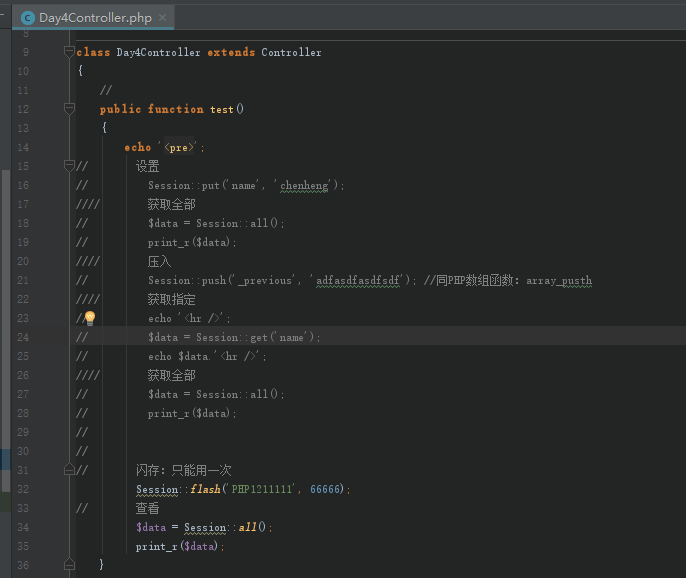 Day4Controller.php
8
9 class Day4Controller extends Controller
10 {
11 //
12 public function test()
13 {
14 echo '<pre>';
15 // 设置
16 // Session::put('name', 'chenheng');
17 //// 获取全部
18 // $data = Session::all();
19 // print_r($data);
20 //// 压入
21 // Session::push('_previous', 'adfasdfasdfsdf'); //同PHP数组函数：array_pusth
22 //// 获取指定
23 // echo '<hr />';
24 // $data = Session::get('name');
25 // echo $data.'<hr />';
26 //// 获取全部
27 // $data = Session::all();
28 // print_r($data);
29 //
30 //
31 // 闪存：只能用一次
32 Session::flash('PHP1211111', 66666);
33 // 查看
34 $data = Session::all();
35 print_r($data);
36 }